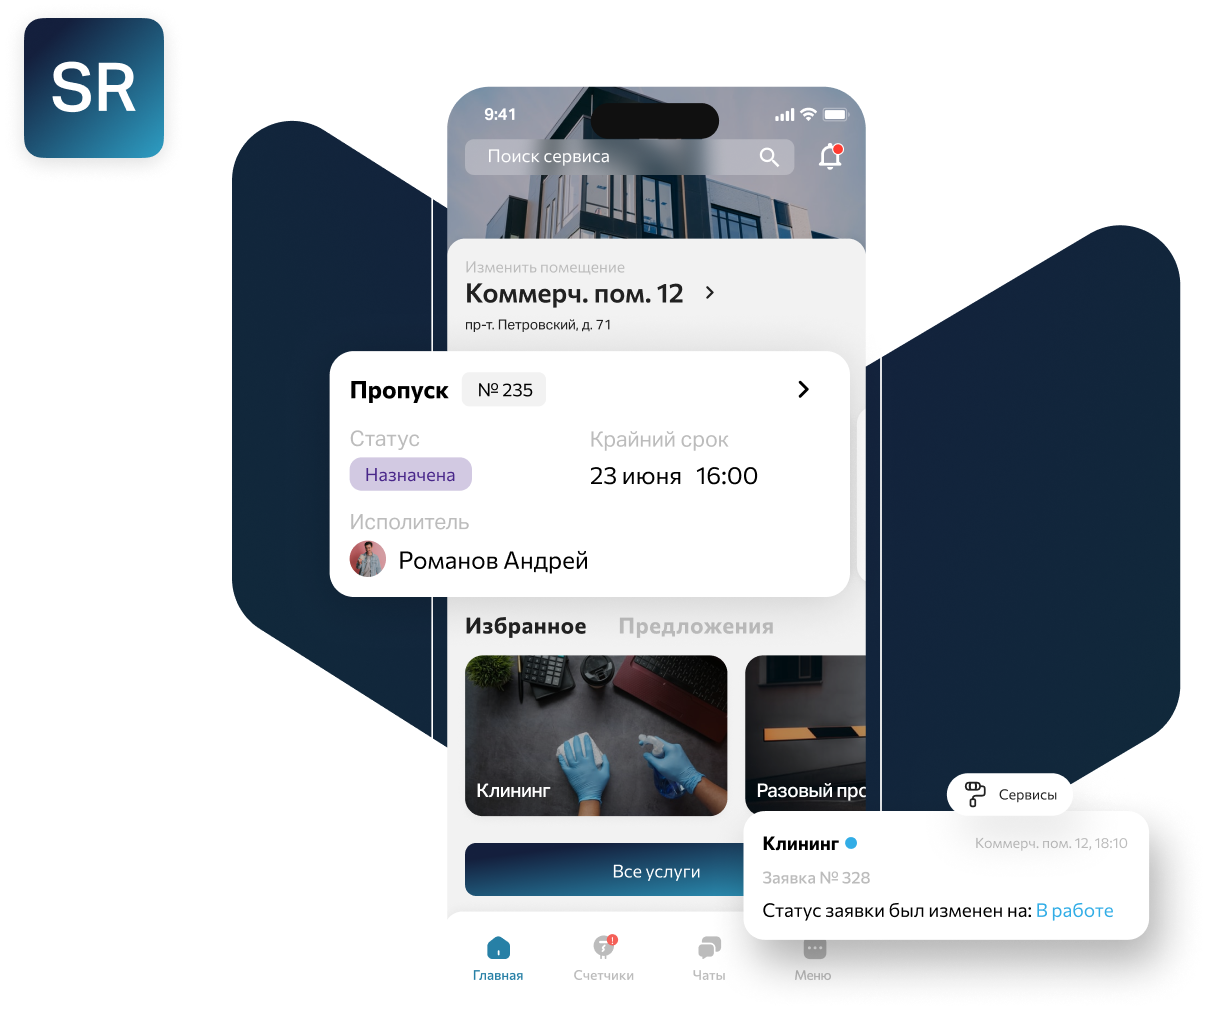 SR
9:41
Поиск сервиса
Изменить помещение
Коммерч. пом. 12
пр-т. Петровский, д. 71
Пропуск № 235
Статус Крайний срок
Назначена 23 июня 16:00
Исполитель
Романов Андрей
Избранное Предложения
Клининг Разовый про
Все услуги
Сервисы
Клининг Коммерч. пом. 12, 18:10
Заявка № 328
Статус заявки был изменен на: В работе
Главная Счетчики Чаты Меню